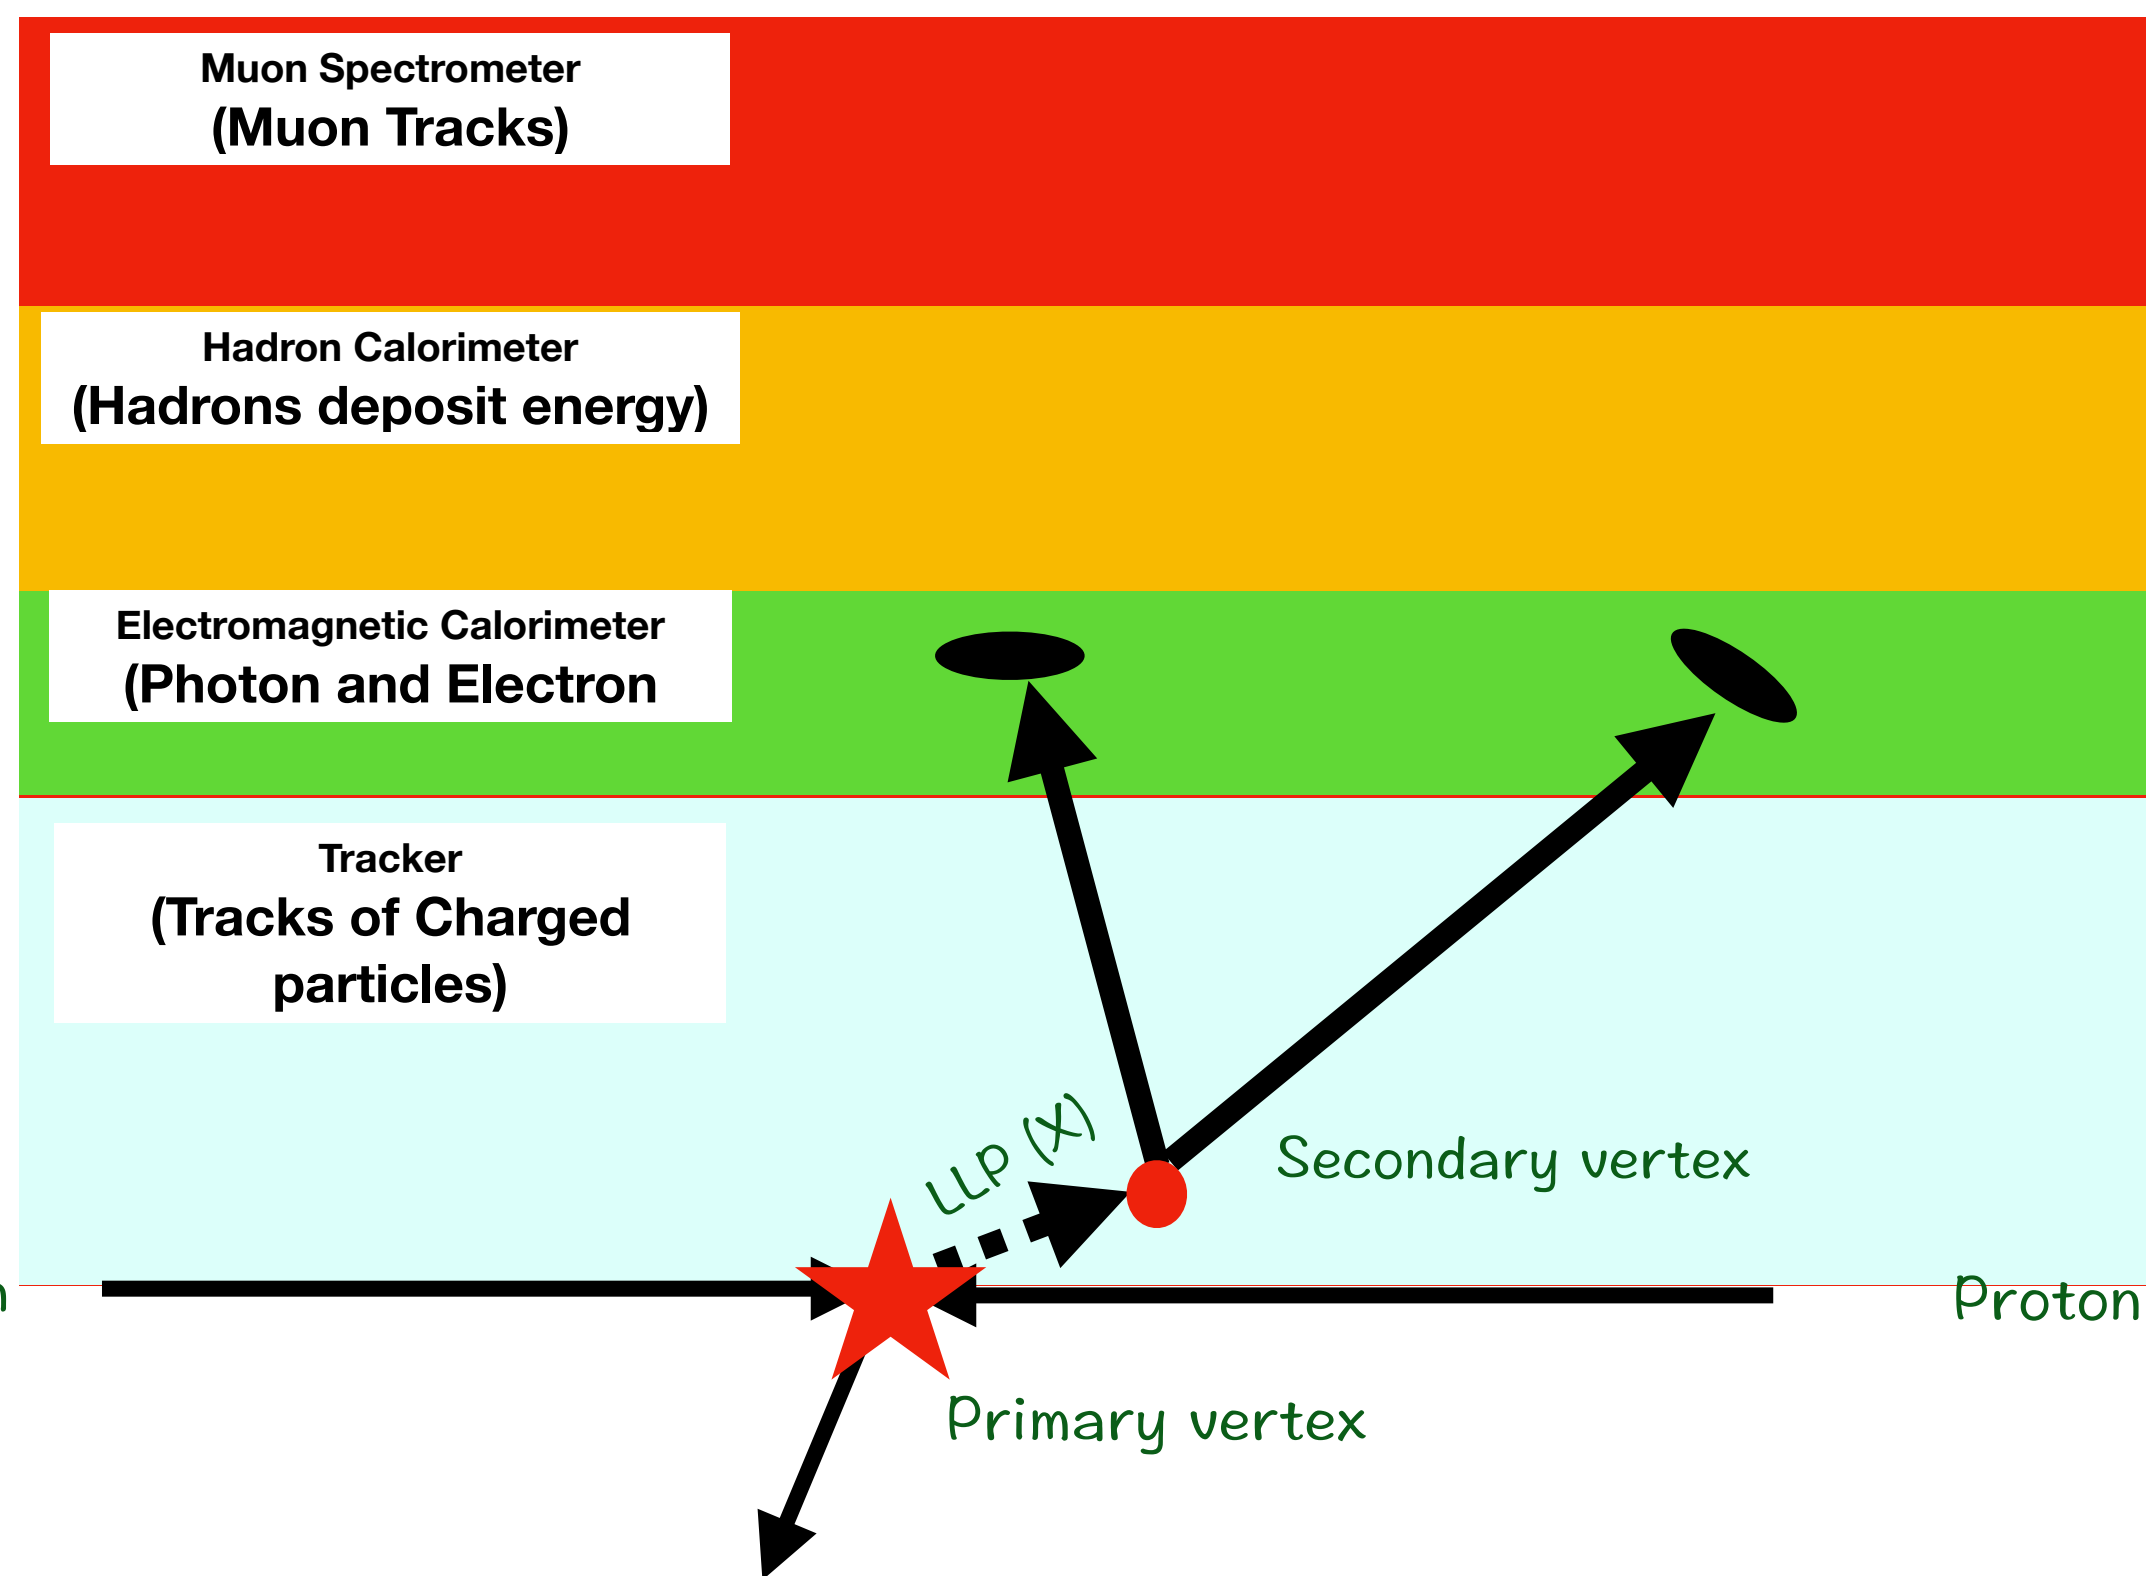 Muon Spectrometer
(Muon Tracks)
Hadron Calorimeter
(Hadrons deposit energy)
Electromagnetic Calorimeter
(Photon and Electron
Tracker
(Tracks of Charged
particles)
LLP (X)
Secondary vertex
n
Proton
Primary vertex